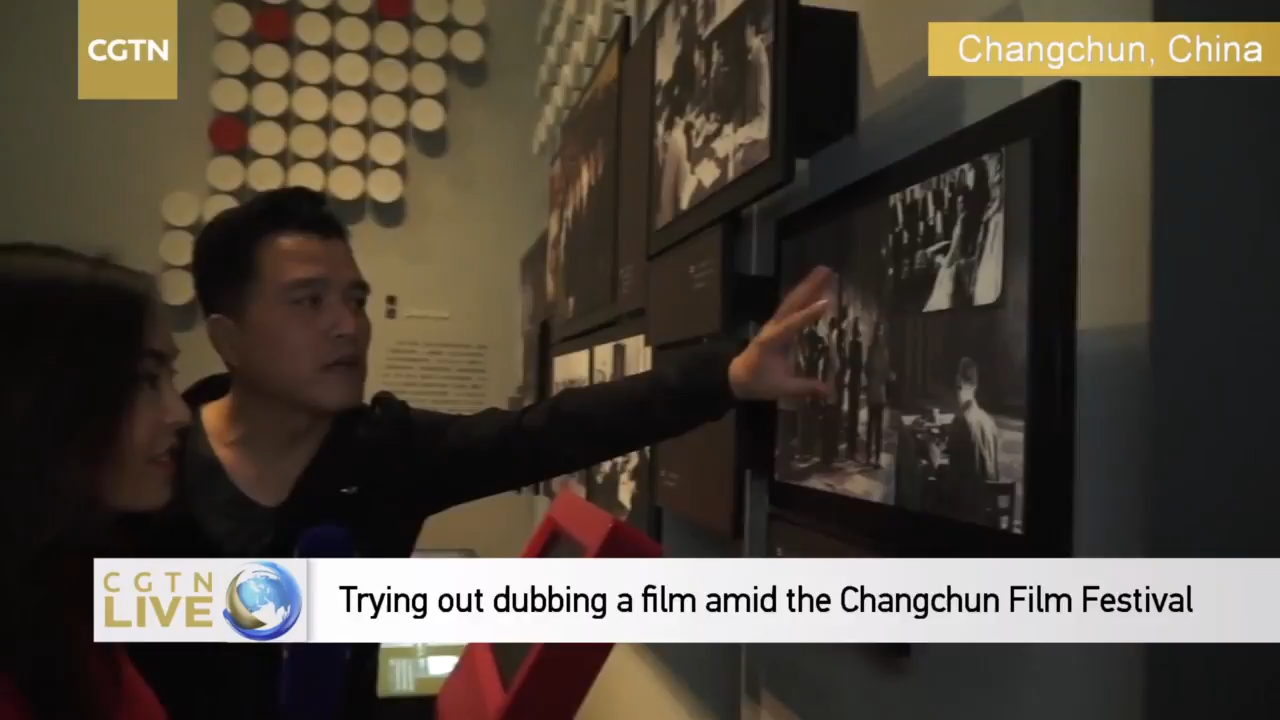 CGTN
Changchun, China
CGTN
LIVE
Trying out dubbing a film amid the Changchun Film Festival